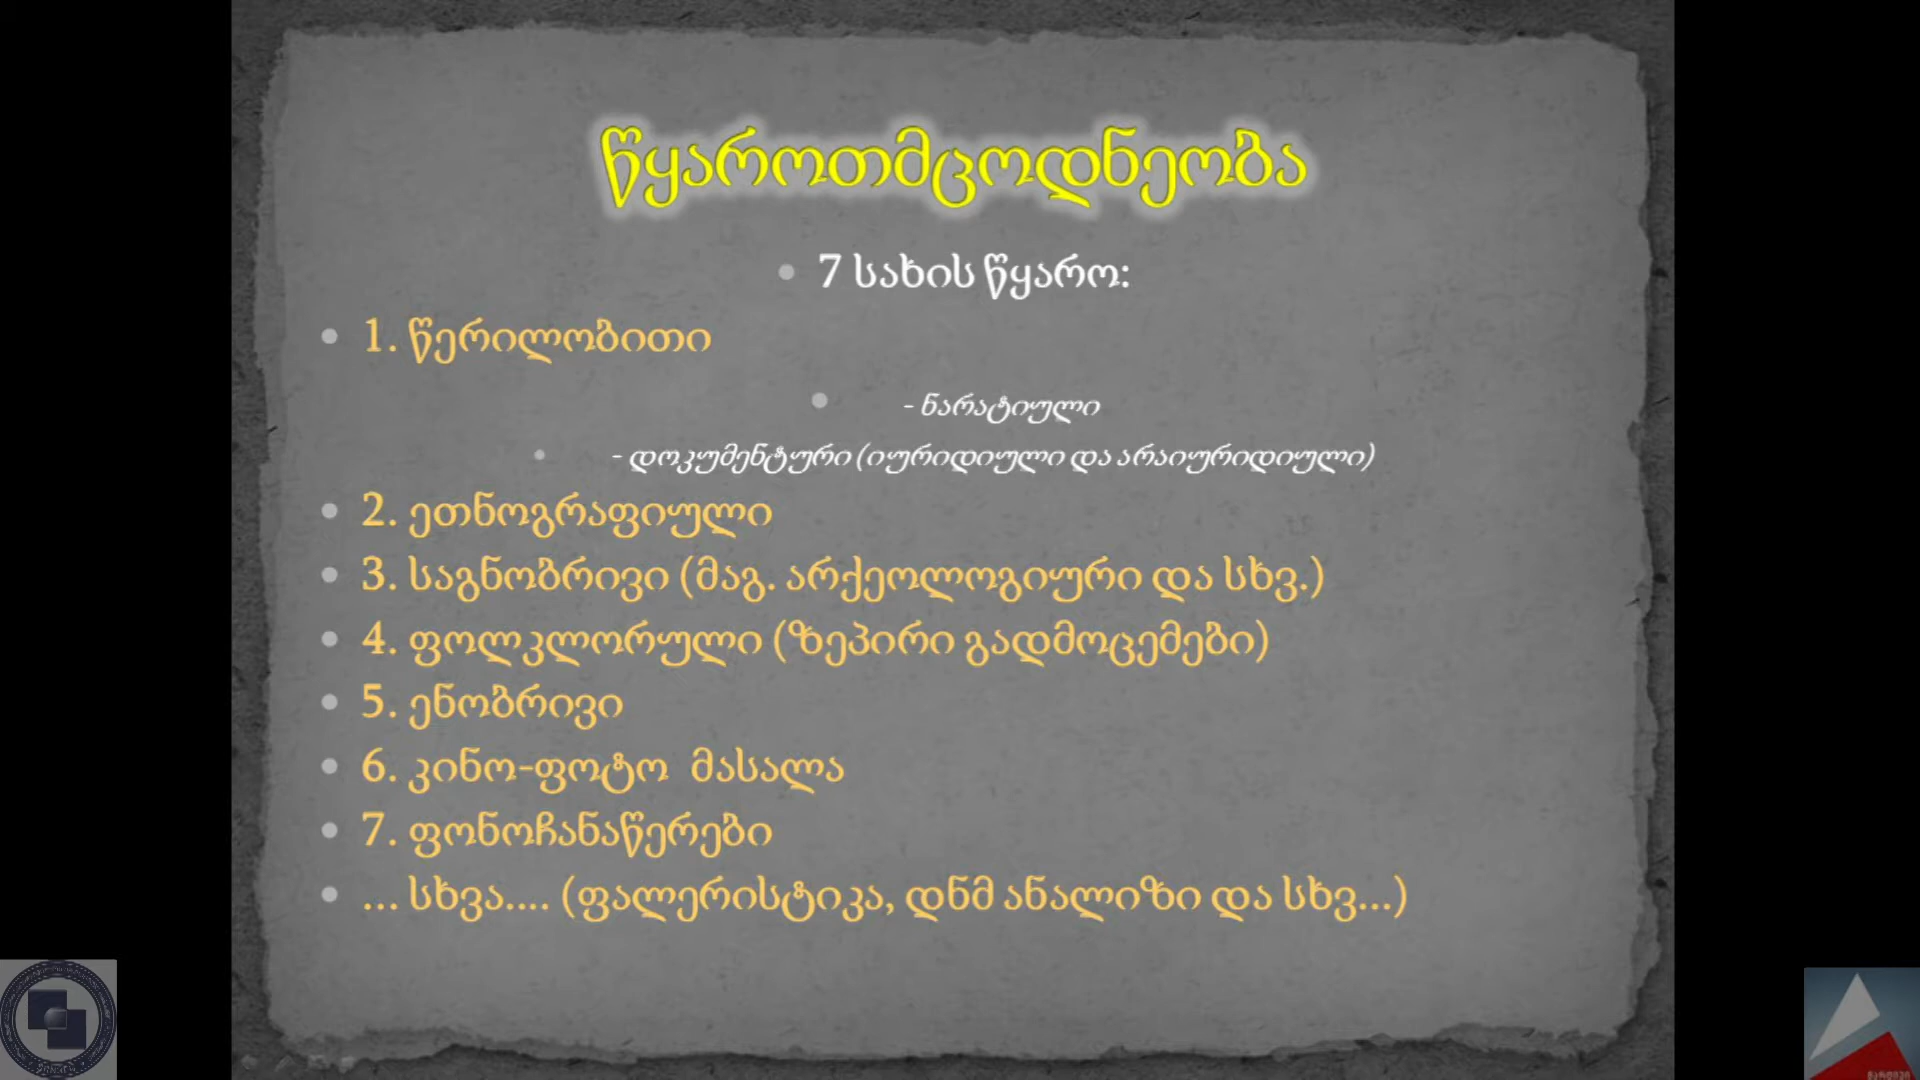 წყაროთმცოდნეობა
7 სახის წყარო:
1. წერილობითი
- ნარატიული
- დოკუმენტური (იურიდიული და არაიურიდიული)
2. ეთნოგრაფიული
3. საგნობრივი (მაგ. არქეოლოგიური და სხვ.)
4. ფოლკლორული (ზეპირი გადმოცემები)
5. ენობრივი
6. კინო-ფოტო მასალა
7. ფონოჩანაწერები
... სხვა.... (ფალერისტიკა, დნმ ანალიზი და სხვ...)